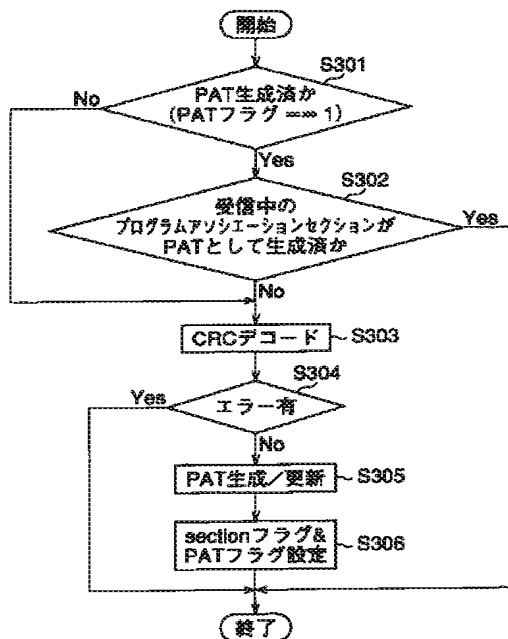 開始
S301
PAT生成済か
(PATフラグ == 1)
No
Yes
S302
受信中の
プログラムアソシエーションセクションが
PATとして生成済か
Yes
No
CRCデコード
S303
S304
エラー有
Yes
No
PAT生成／更新
S305
sectionフラグ&
PATフラグ設定
S306
終了